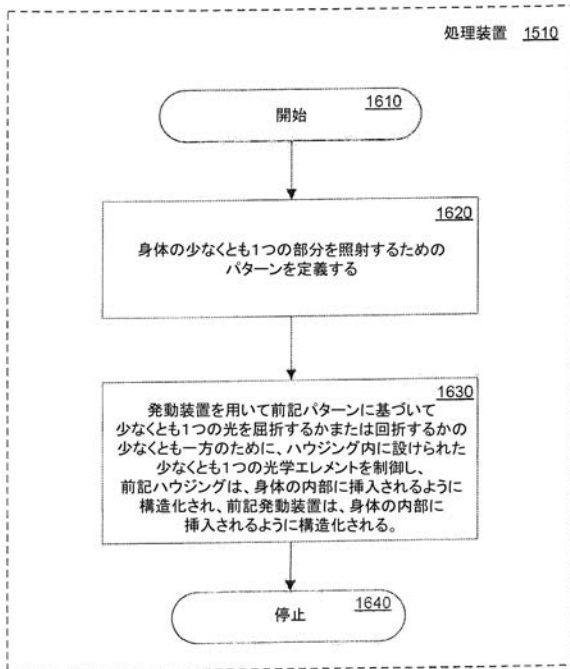 処理装置 1510
1610
開始
1620
身体の少なくとも1つの部分を照射するための
パターンを定義する
1630
発動装置を用いて前記パターンに基づいて
少なくとも1つの光を屈折するかまたは回折するかの
少なくとも一方のために、ハウジング内に設けられた
少なくとも1つの光学エレメントを制御し、
前記ハウジングは、身体の内部に挿入されるように
構造化され、前記発動装置は、身体の内部に
挿入されるように構造化される。
1640
停止